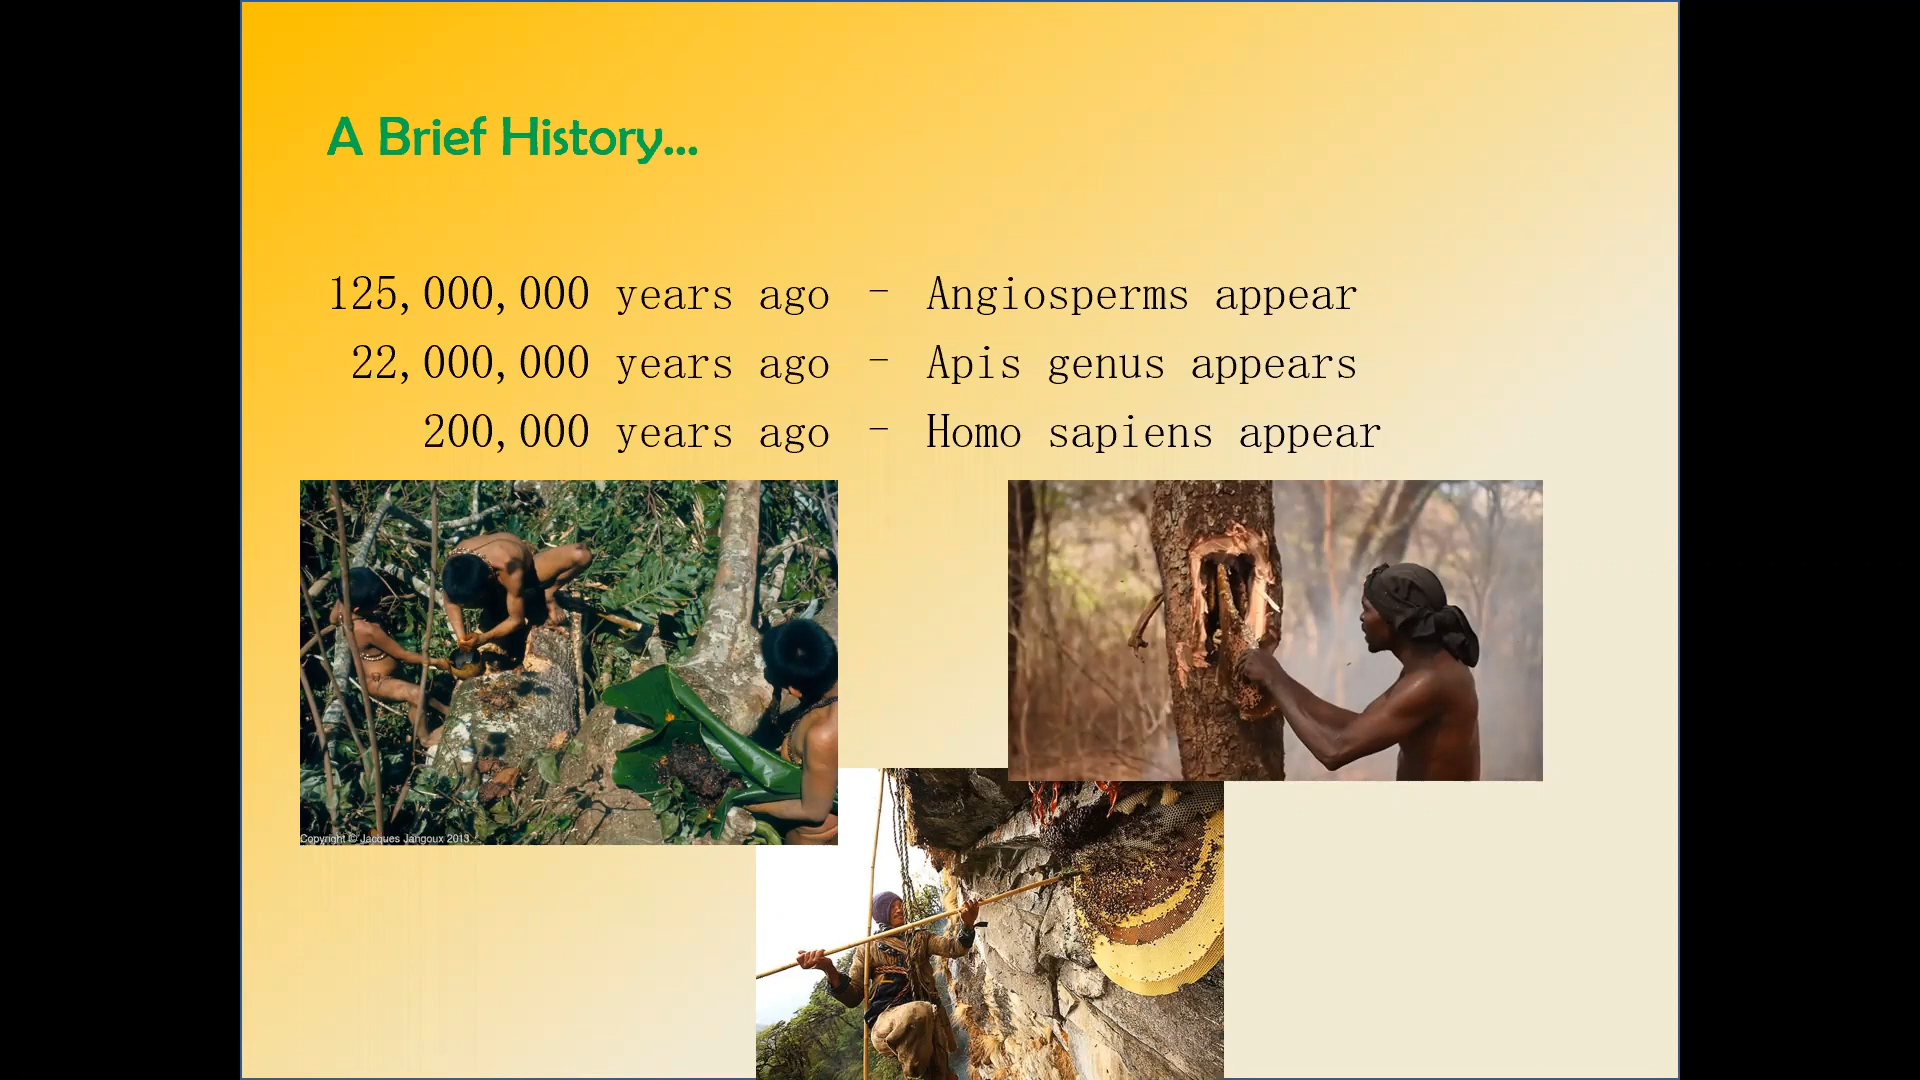 A Brief History...
125,000,000 years ago - Angiosperms appear
22,000,000 years ago - Apis genus appears
200,000 years ago - Homo sapiens appear
Copyright © Jacques Jangoux 2013